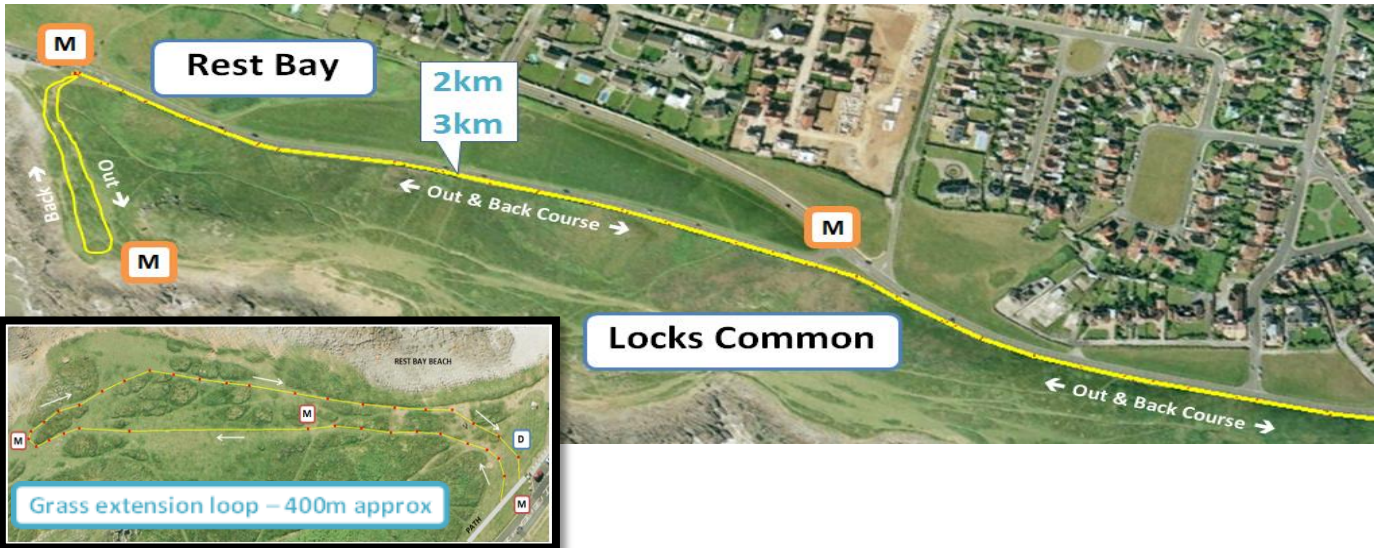 M
Rest Bay
2km
3km
Out
Back
M
← Out & Back Course →
M
Locks Common
← Out & Back Course →
REST BAY BEACH
M
M
D
M
PATH
Grass extension loop – 400m approx